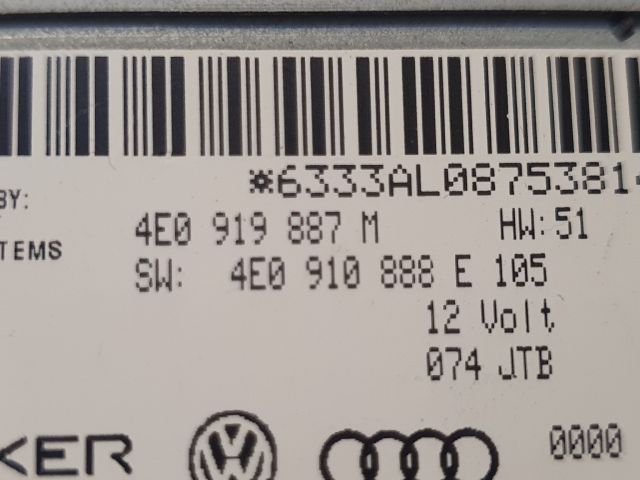 *6333AL0875381
BY:
4E0 919 887 M HW:51
TEMS
SW: 4E0 910 888 E 105
12 Volt
074 JTB
KER 0000